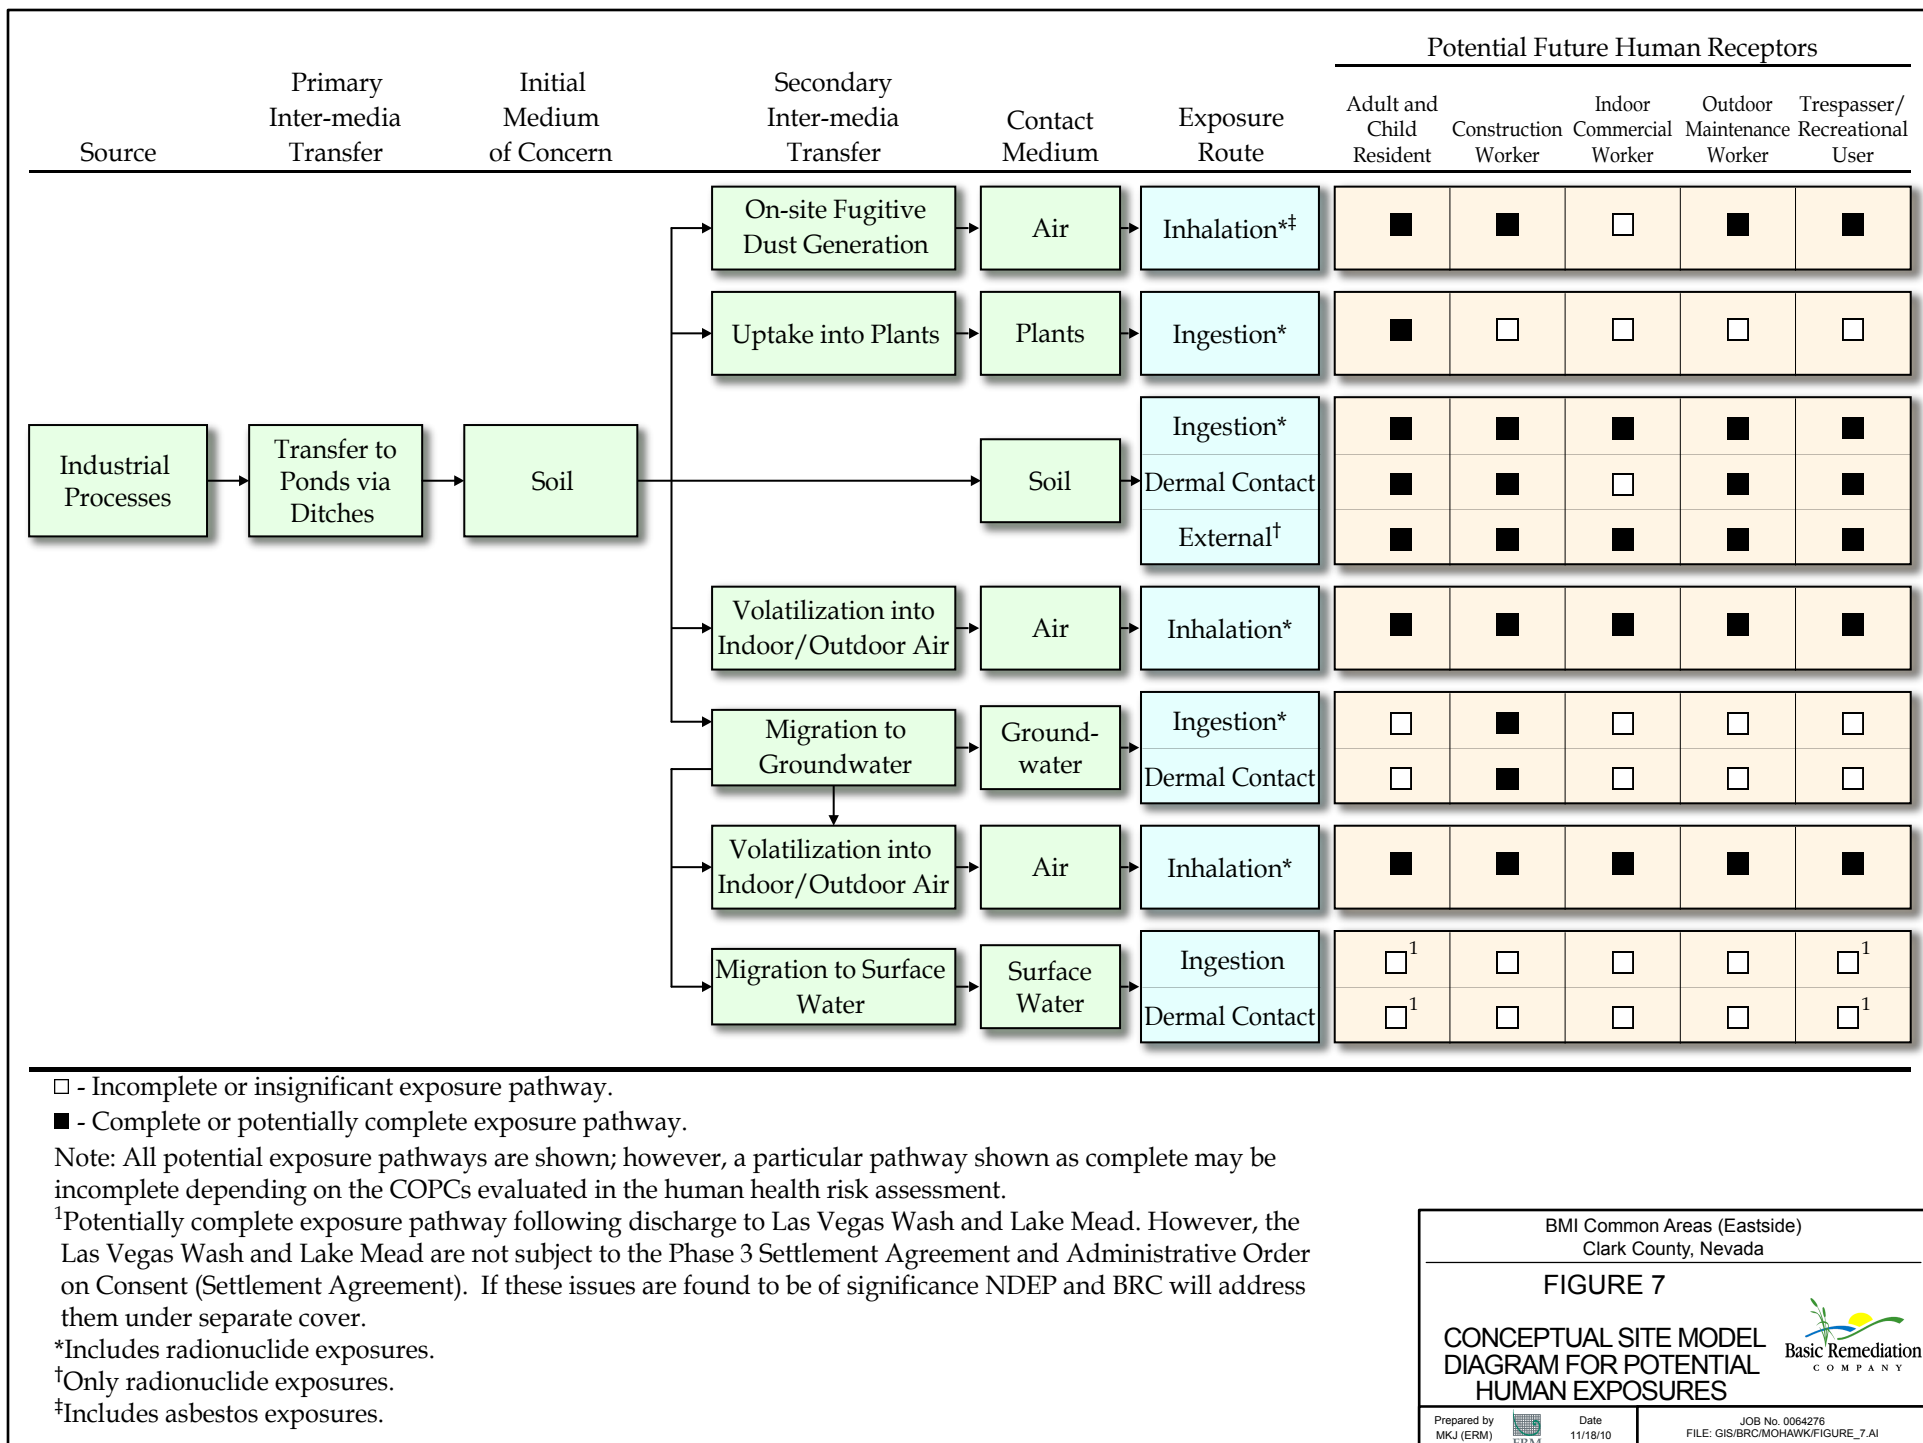 Potential Future Human Receptors
Source
Primary
Inter-media
Transfer
Initial
Medium
of Concern
Secondary
Inter-media
Transfer
Contact
Medium
Exposure
Route
Adult and
Child
Resident
Construction
Worker
Indoor
Commercial
Worker
Outdoor
Maintenance
Worker
Trespasser/
Recreational
User
On-site Fugitive
Dust Generation
Air
Inhalation*‡
Uptake into Plants
Plants
Ingestion*
Industrial
Processes
Transfer to
Ponds via
Ditches
Soil
Soil
Ingestion*
Dermal Contact
External†
Volatilization into
Indoor/Outdoor Air
Air
Inhalation*
Migration to
Groundwater
Ground-
water
Ingestion*
Dermal Contact
Volatilization into
Indoor/Outdoor Air
Air
Inhalation*
Migration to Surface
Water
Surface
Water
Ingestion
1
1
Dermal Contact
1
1
□ - Incomplete or insignificant exposure pathway.
■ - Complete or potentially complete exposure pathway.
Note: All potential exposure pathways are shown; however, a particular pathway shown as complete may be
incomplete depending on the COPCs evaluated in the human health risk assessment.
1Potentially complete exposure pathway following discharge to Las Vegas Wash and Lake Mead. However, the
Las Vegas Wash and Lake Mead are not subject to the Phase 3 Settlement Agreement and Administrative Order
on Consent (Settlement Agreement). If these issues are found to be of significance NDEP and BRC will address
them under separate cover.
*Includes radionuclide exposures.
†Only radionuclide exposures.
‡Includes asbestos exposures.
BMI Common Areas (Eastside)
Clark County, Nevada
FIGURE 7
CONCEPTUAL SITE MODEL
DIAGRAM FOR POTENTIAL
HUMAN EXPOSURES
Basic Remediation
COMPANY
Prepared by
MKJ (ERM)
ERM
Date
11/18/10
JOB No. 0064276
FILE: GIS/BRC/MOHAWK/FIGURE_7.AI